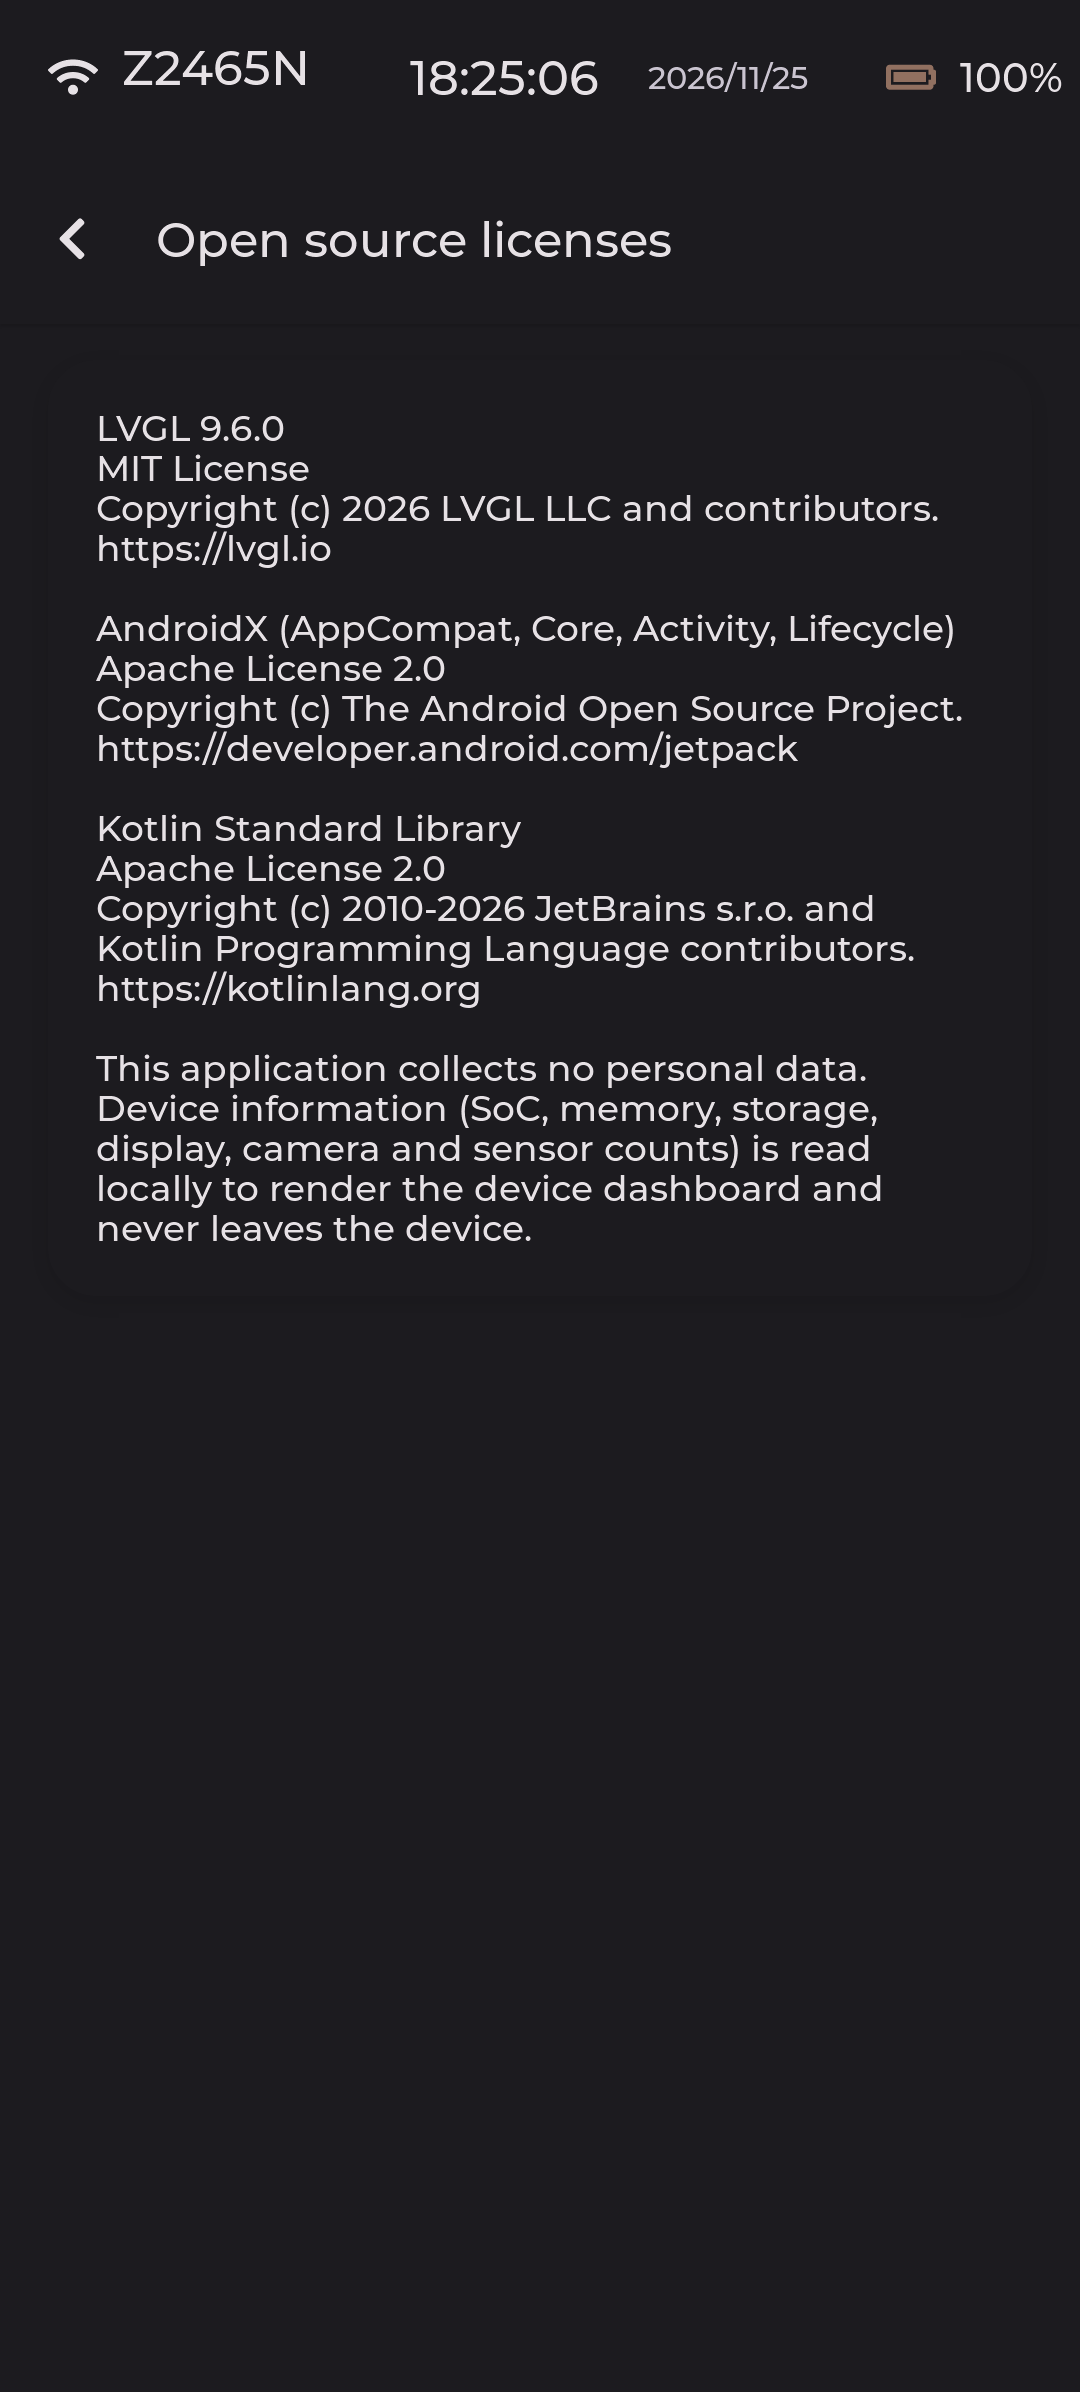 Z2465N 18:25:06 2026/11/25 100%
Open source licenses
LVGL 9.6.0
MIT License
Copyright (c) 2026 LVGL LLC and contributors.
https://lvgl.io
AndroidX (AppCompat, Core, Activity, Lifecycle)
Apache License 2.0
Copyright (c) The Android Open Source Project.
https://developer.android.com/jetpack
Kotlin Standard Library
Apache License 2.0
Copyright (c) 2010-2026 JetBrains s.r.o. and
Kotlin Programming Language contributors.
https://kotlinlang.org
This application collects no personal data.
Device information (SoC, memory, storage,
display, camera and sensor counts) is read
locally to render the device dashboard and
never leaves the device.